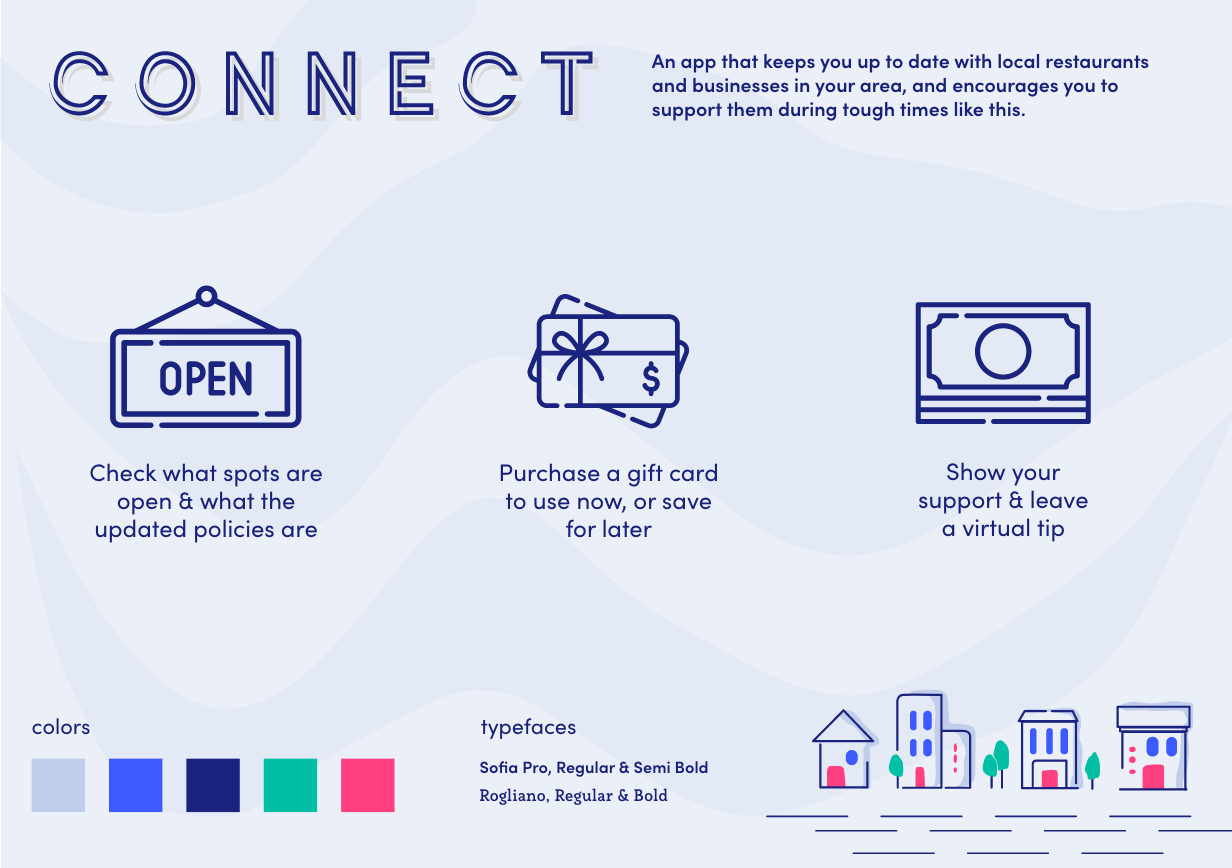 CONNECT
An app that keeps you up to date with local restaurants
and businesses in your area, and encourages you to
support them during tough times like this.
OPEN
$
Check what spots are
open & what the
updated policies are
Purchase a gift card
to use now, or save
for later
Show your
support & leave
a virtual tip
colors
typefaces
Sofia Pro, Regular & Semi Bold
Rogliano, Regular & Bold